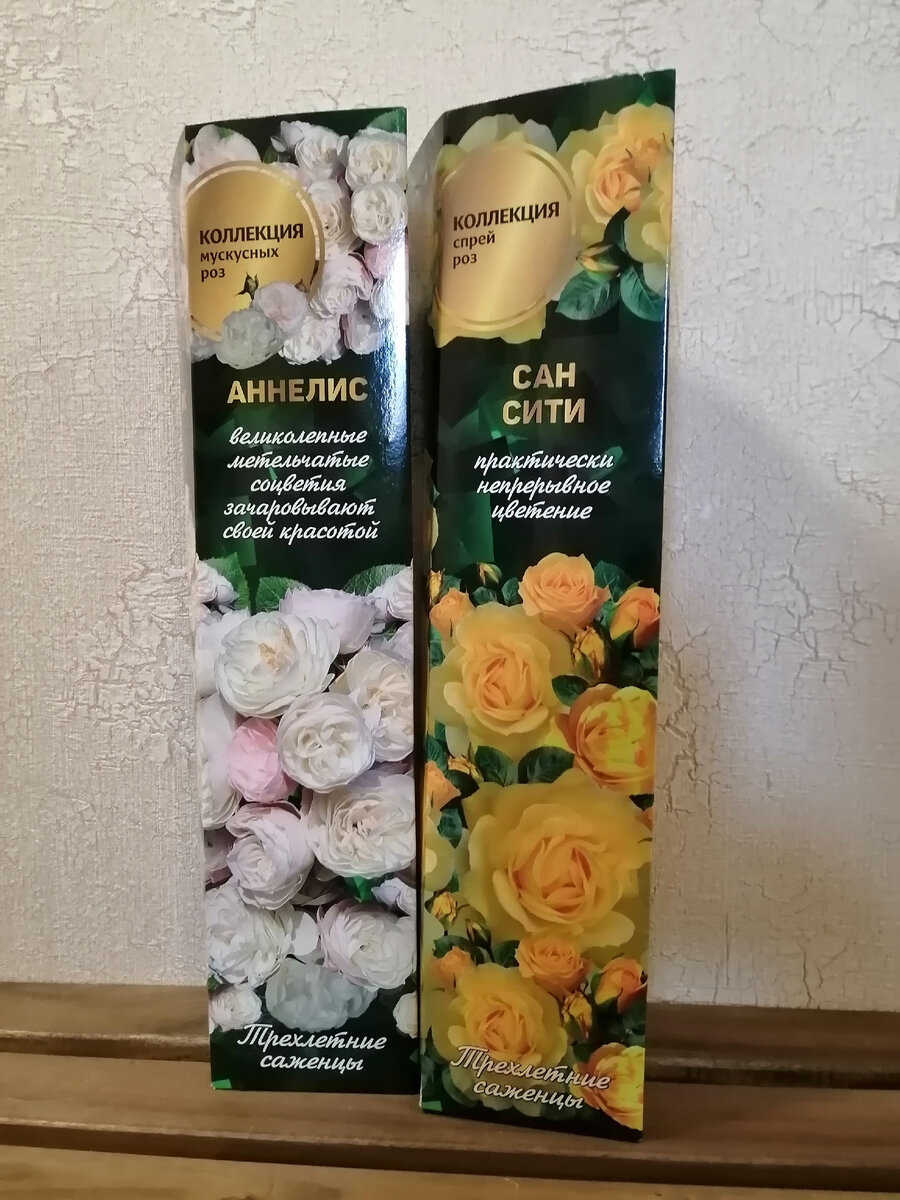 КОЛЛЕКЦИЯ
мускусных
роз
АННЕЛИС
великолепные
метельчатые
соцветия
зачаровывают
своей красотой
Трехлетние
саженцы
КОЛЛЕКЦИЯ
спрей
роз
САН
СИТИ
практически
непрерывное
цветение
Трехлетние
саженцы